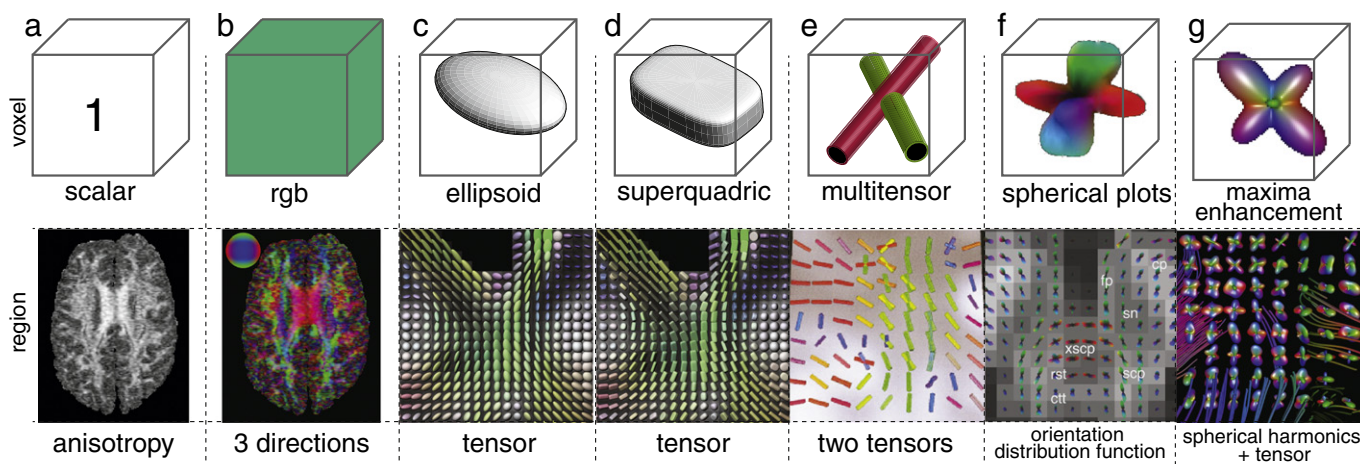 a b c d e f g
voxel
1
scalar rgb ellipsoid superquadric multitensor spherical plots maxima
enhancement
region
fp cp
sn
xscp
rst scp
ctt
anisotropy 3 directions tensor tensor two tensors orientation
distribution function spherical harmonics
+ tensor